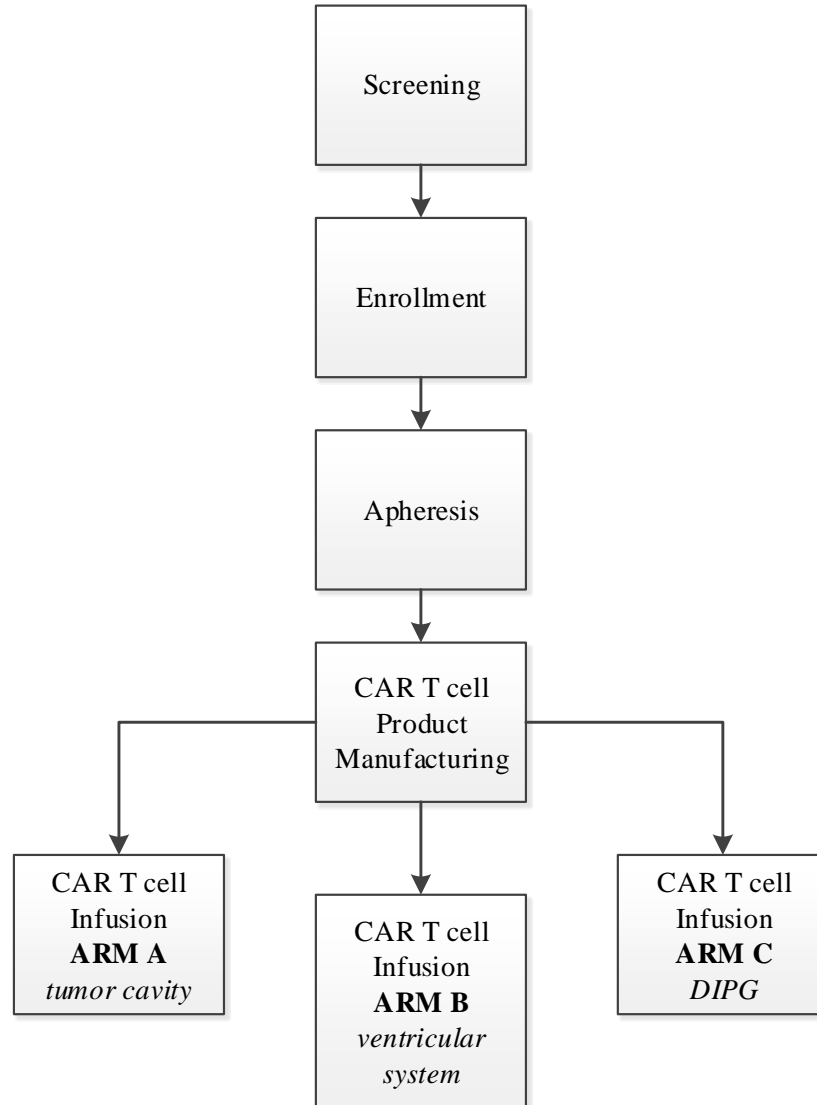 Screening
Enrollment
Apheresis
CAR T cell
Product
Manufacturing
CAR T cell
Infusion
ARM A
tumor cavity
CAR T cell
Infusion
ARM B
ventricular
system
CAR T cell
Infusion
ARM C
DIPG